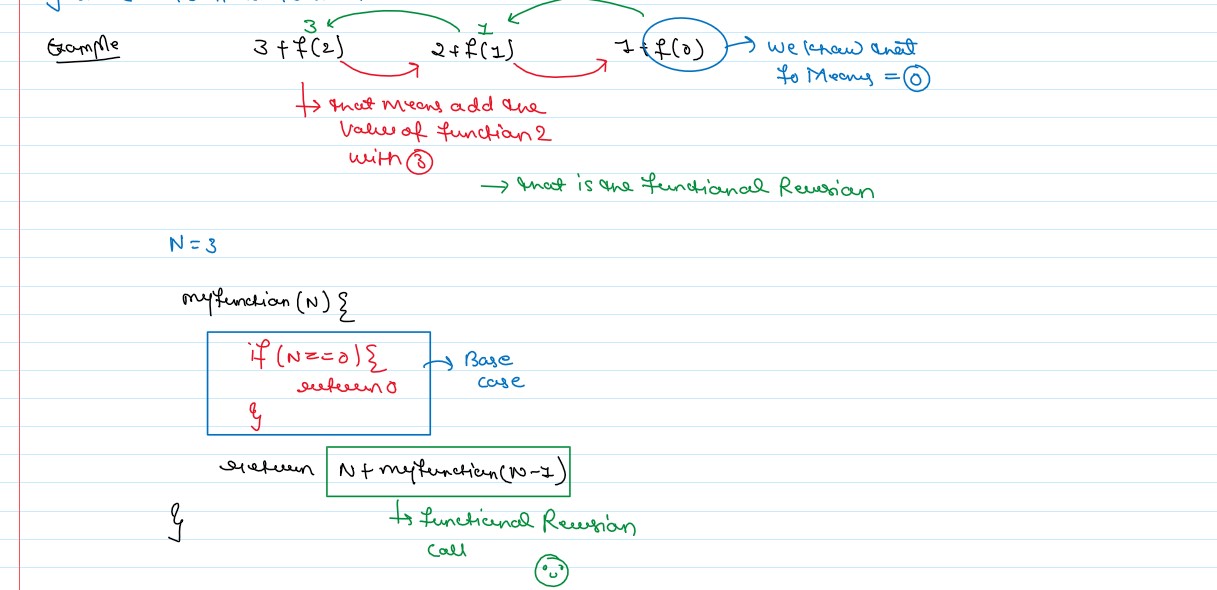 3 1
Example 3 + f(2) 2 + f(1) 1 + f(0) → we know that
fo Means = 0
↳ that means add the
value of function 2
with 3
→ that is the functional Recursion
N = 3
myfunction (N) {
if (N == 0) {
return 0
}
Base
case
return N + myfunction(N-1)
}
↳ functional Recursion
call